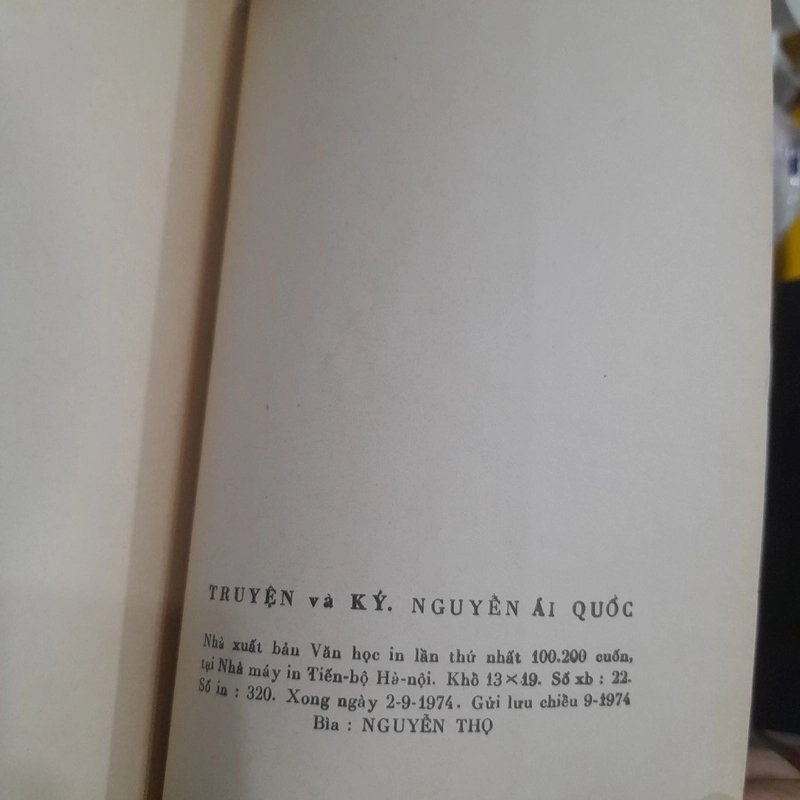 TRUYỆN và KÝ. NGUYỄN ÁI QUỐC
Nhà xuất bản Văn học in lần thứ nhất 100.200 cuốn,
tại Nhà máy in Tiến-bộ Hà-nội. Khổ 13×19. Số xb : 22.
Số in : 320. Xong ngày 2-9-1974. Gửi lưu chiều 9-1974
Bìa : NGUYỄN THỌ